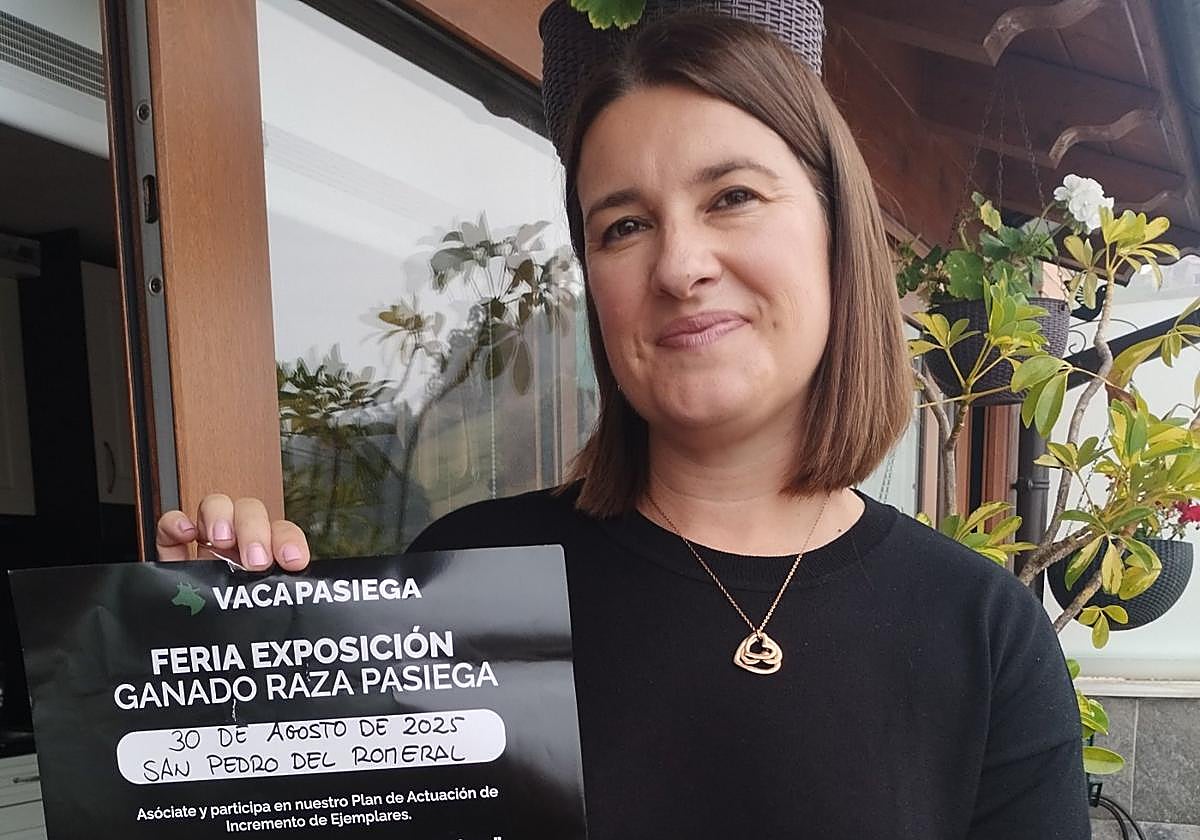 VACAPASIEGA
FERIA EXPOSICIÓN
GANADO RAZA PASIEGA
30 DE AGOSTO DE 2025
SAN PEDRO DEL ROMERAL
Asóciate y participa en nuestro Plan de Actuación de
Incremento de Ejemplares.